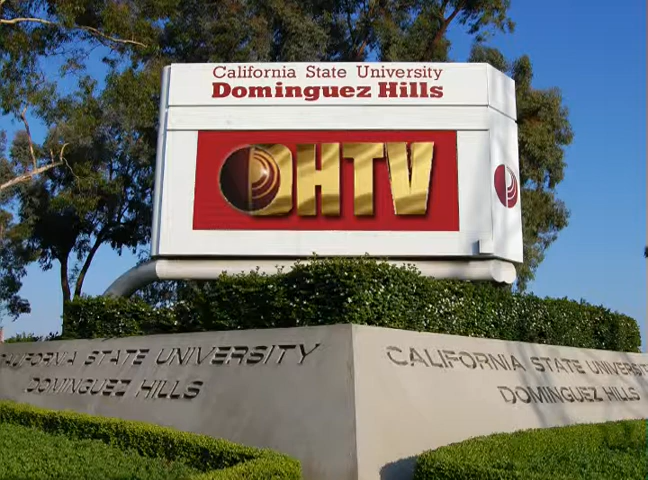 California State University
Dominguez Hills
DHTV
CALIFORNIA STATE UNIVERSITY
DOMINGUEZ HILLS
CALIFORNIA STATE UNIVERSITY
DOMINGUEZ HILLS